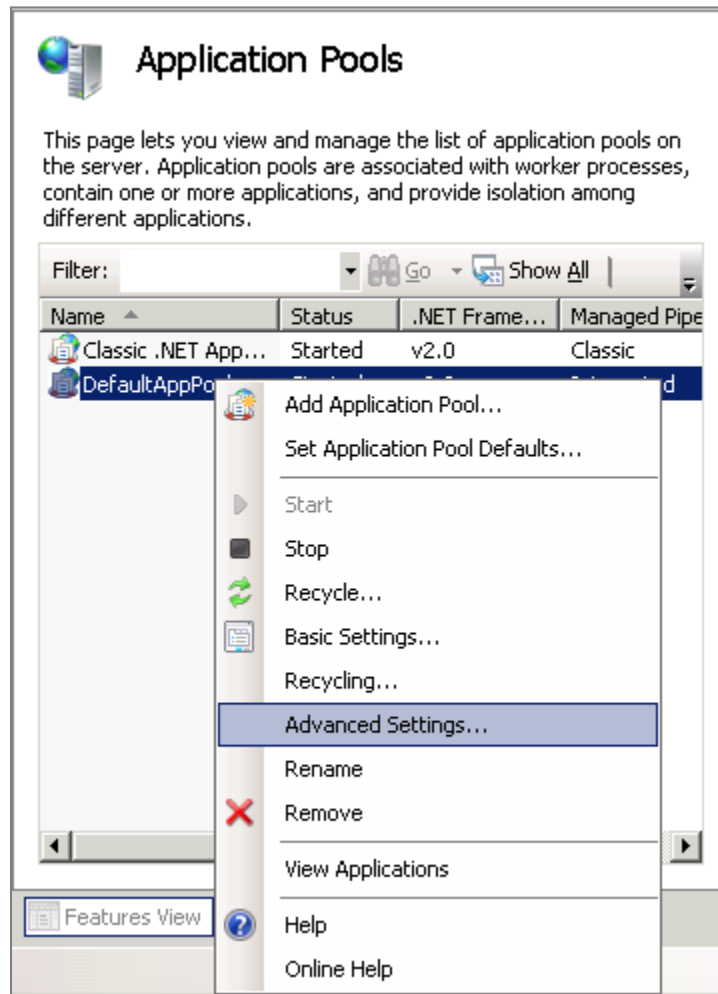 Application Pools
This page lets you view and manage the list of application pools on
the server. Application pools are associated with worker processes,
contain one or more applications, and provide isolation among
different applications.
Filter: Go Show All
Name Status .NET Frame... Managed Pipe
Classic .NET App... Started v2.0 Classic
DefaultAppPoo
Add Application Pool...
Set Application Pool Defaults...
Start
Stop
Recycle...
Basic Settings...
Recycling...
Advanced Settings...
Rename
Remove
View Applications
Features View
Help
Online Help